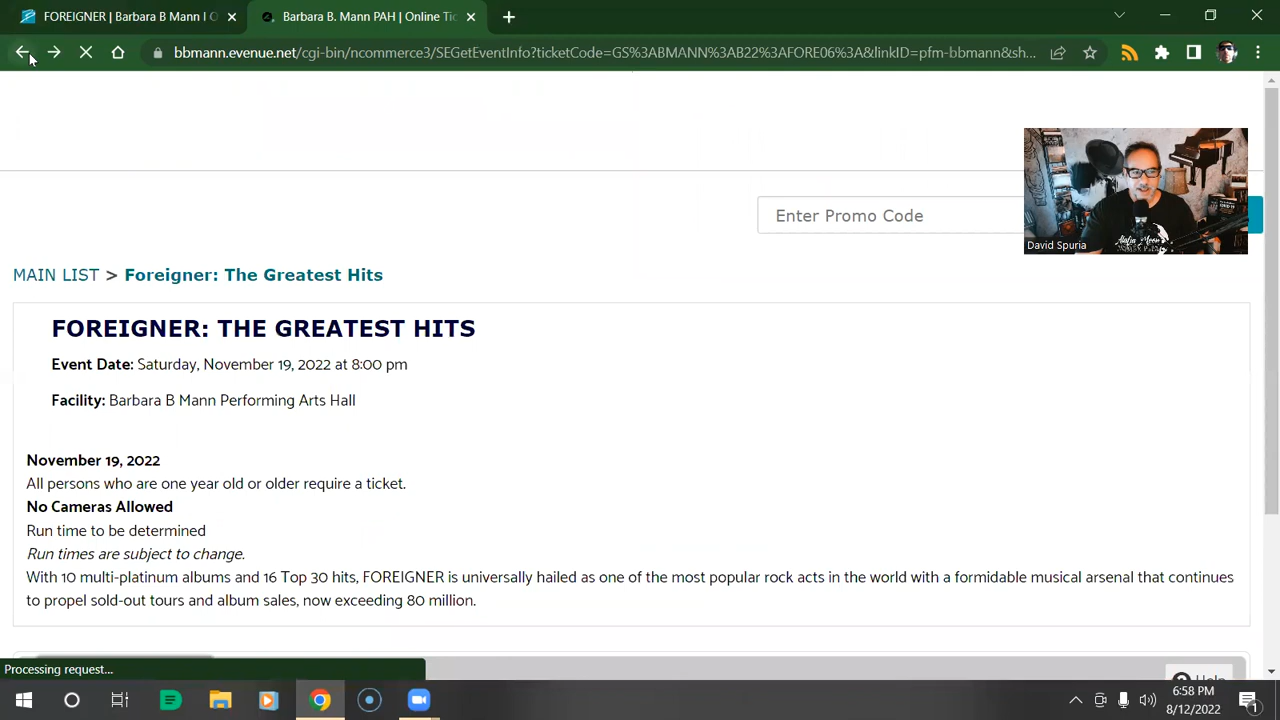 FOREIGNER | Barbara B Mann | O
Barbara B. Mann PAH | Online Tic
bbmann.evenue.net/cgi-bin/ncommerce3/SEGetEventInfo?ticketCode=GS%3ABMANN%3AB22%3AFORE06%3A&linkID=pfm-bbmann&sh...
Enter Promo Code
David Spuria
MAIN LIST > Foreigner: The Greatest Hits
FOREIGNER: THE GREATEST HITS
Event Date: Saturday, November 19, 2022 at 8:00 pm
Facility: Barbara B Mann Performing Arts Hall
November 19, 2022
All persons who are one year old or older require a ticket.
No Cameras Allowed
Run time to be determined
Run times are subject to change.
With 10 multi-platinum albums and 16 Top 30 hits, FOREIGNER is universally hailed as one of the most popular rock acts in the world with a formidable musical arsenal that continues
to propel sold-out tours and album sales, now exceeding 80 million.
Processing request...
Help
6:58 PM
8/12/2022
1